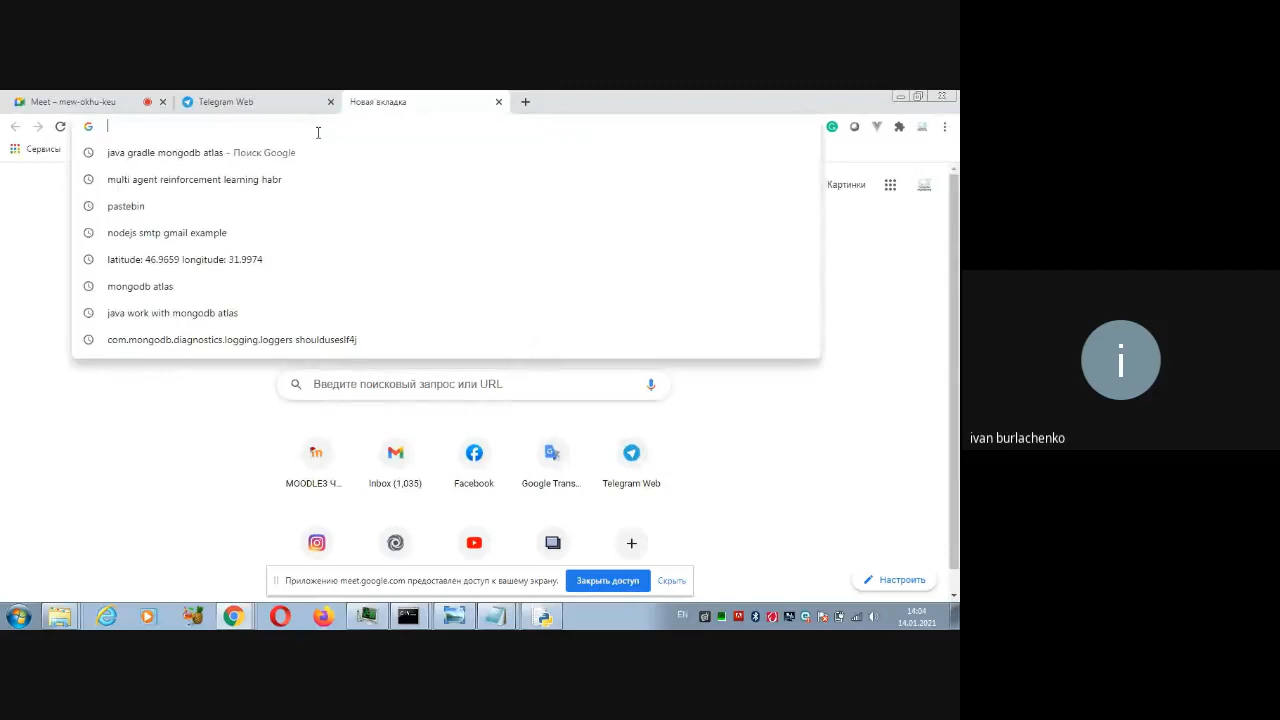 Meet – mew-okhu-keu
Telegram Web
Новая вкладка
Сервисы
java gradle mongodb atlas – Поиск Google
multi agent reinforcement learning habr
pastebin
nodejs smtp gmail example
latitude: 46.9659 longitude: 31.9974
mongodb atlas
java work with mongodb atlas
com.mongodb.diagnostics.logging.loggers shoulduseslf4j
Картинки
Введите поисковый запрос или URL
MOODLE3 Ч...
Inbox (1,035)
Facebook
Google Trans...
Telegram Web
Приложению meet.google.com предоставлен доступ к вашему экрану.
Закрыть доступ
Скрыть
Настроить
EN
14:04
14.01.2021
i
ivan burlachenko